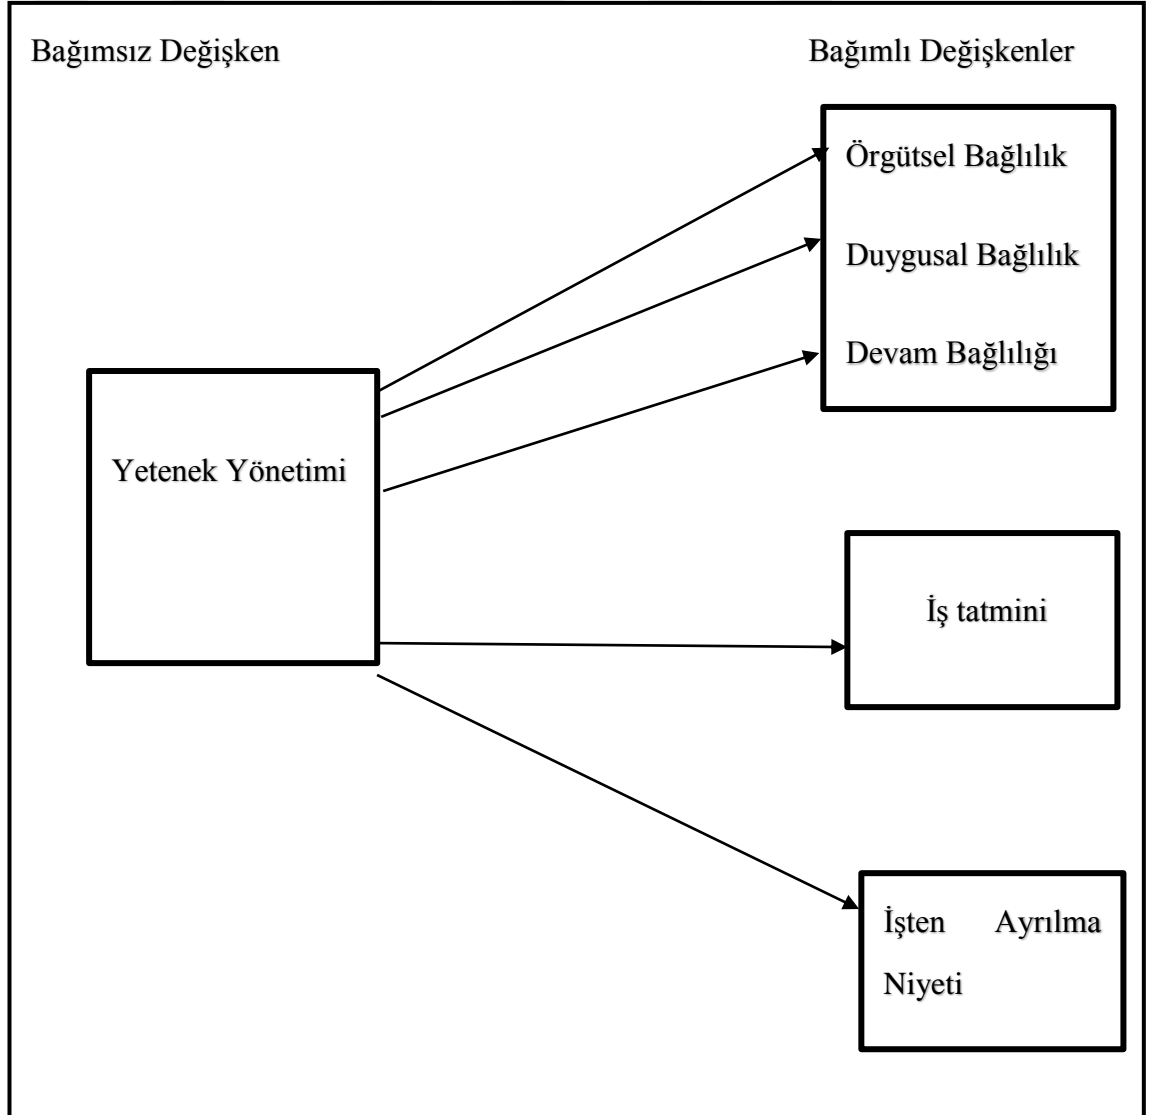 Bağımsız Değişken
Bağımlı Değişkenler
Örgütsel Bağlılık
Duygusal Bağlılık
Devam Bağlılığı
Yetenek Yönetimi
İş tatmini
İşten Ayrılma
Niyeti